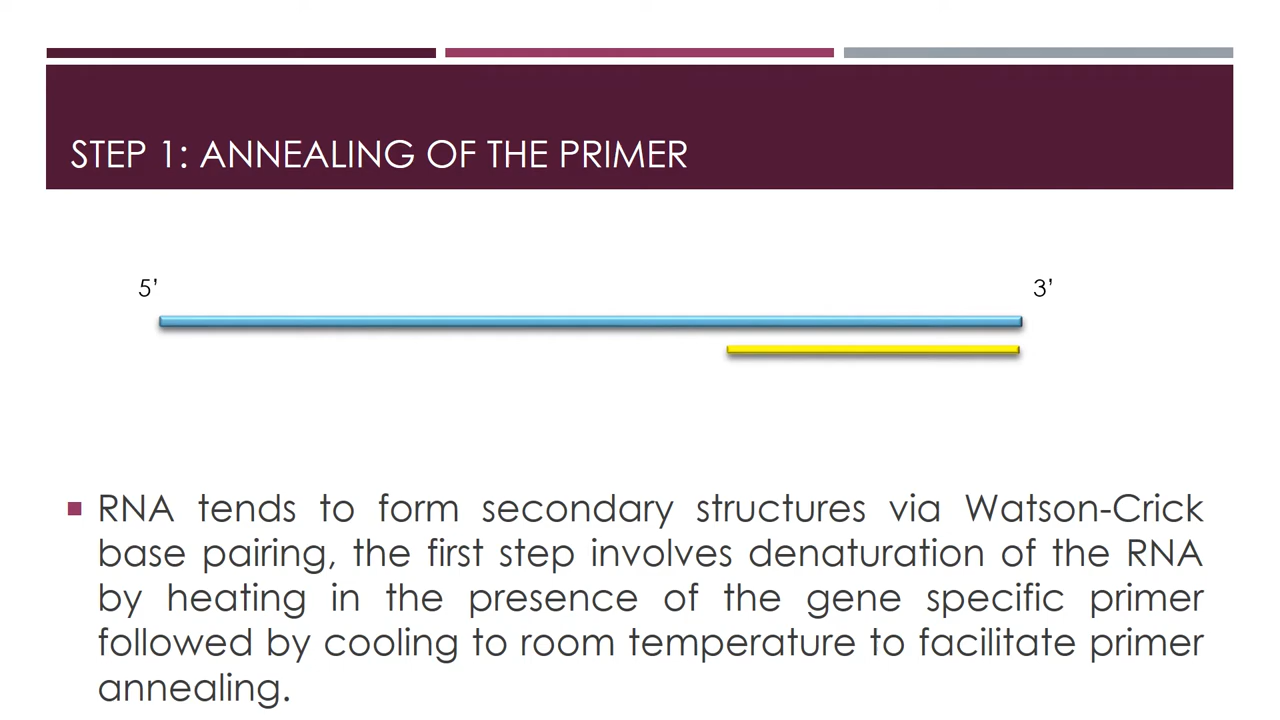 STEP 1: ANNEALING OF THE PRIMER
5’ 3’
RNA tends to form secondary structures via Watson-Crick
base pairing, the first step involves denaturation of the RNA
by heating in the presence of the gene specific primer
followed by cooling to room temperature to facilitate primer
annealing.